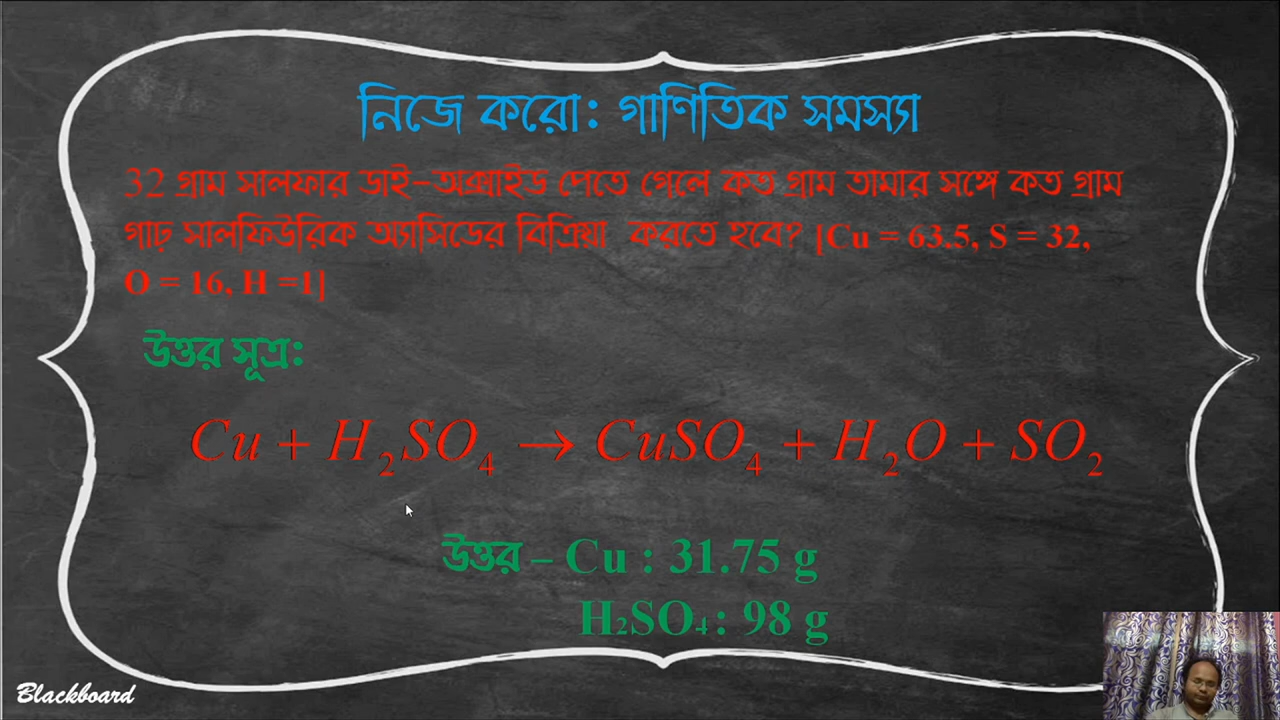 নিজে করো: গাণিতিক সমস্যা
32 গ্রাম সালফার ডাই-অক্সাইড পেতে গেলে কত গ্রাম তামার সঙ্গে কত গ্রাম
গাঢ় সালফিউরিক অ্যাসিডের বিক্রিয়া করতে হবে? [Cu = 63.5, S = 32,
O = 16, H =1]
উত্তর সূত্র:
Cu + H₂SO₄ → CuSO₄ + H₂O + SO₂
উত্তর – Cu : 31.75 g
H₂SO₄ : 98 g
Blackboard